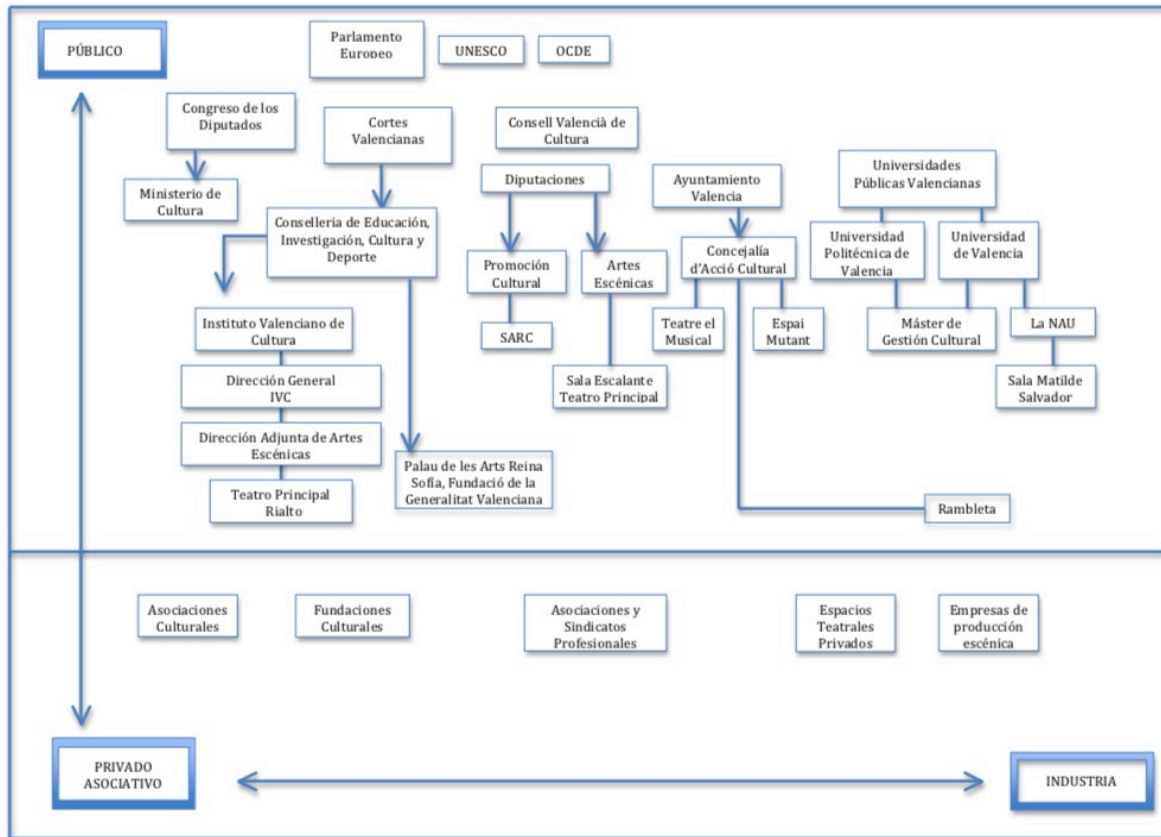 PÚBLICO
Parlamento
Europeo
UNESCO
OCDE
Congreso de los
Diputados
Cortes
Valencianas
Consell Valencià de
Cultura
Ministerio de
Cultura
Diputaciones
Ayuntamiento
Valencia
Universidades
Públicas Valencianas
Conselleria de Educación,
Investigación, Cultura y
Deporte
Promoción
Cultural
Artes
Escénicas
Concejalía
d'Acció Cultural
Universidad
Politécnica de
Valencia
Universidad
de Valencia
Instituto Valenciano de
Cultura
SARC
Teatre el
Musical
Espai
Mutant
Máster de
Gestión Cultural
La NAU
Dirección General
IVC
Sala Escalante
Teatro Principal
Sala Matilde
Salvador
Dirección Adjunta de Artes
Escénicas
Palau de les Arts Reina
Sofía, Fundació de la
Generalitat Valenciana
Teatro Principal
Rialto
Rambleta
Asociaciones
Culturales
Fundaciones
Culturales
Asociaciones y
Sindicatos
Profesionales
Espacios
Teatrales
Privados
Empresas de
producción
escénica
PRIVADO
ASOCIATIVO
INDUSTRIA